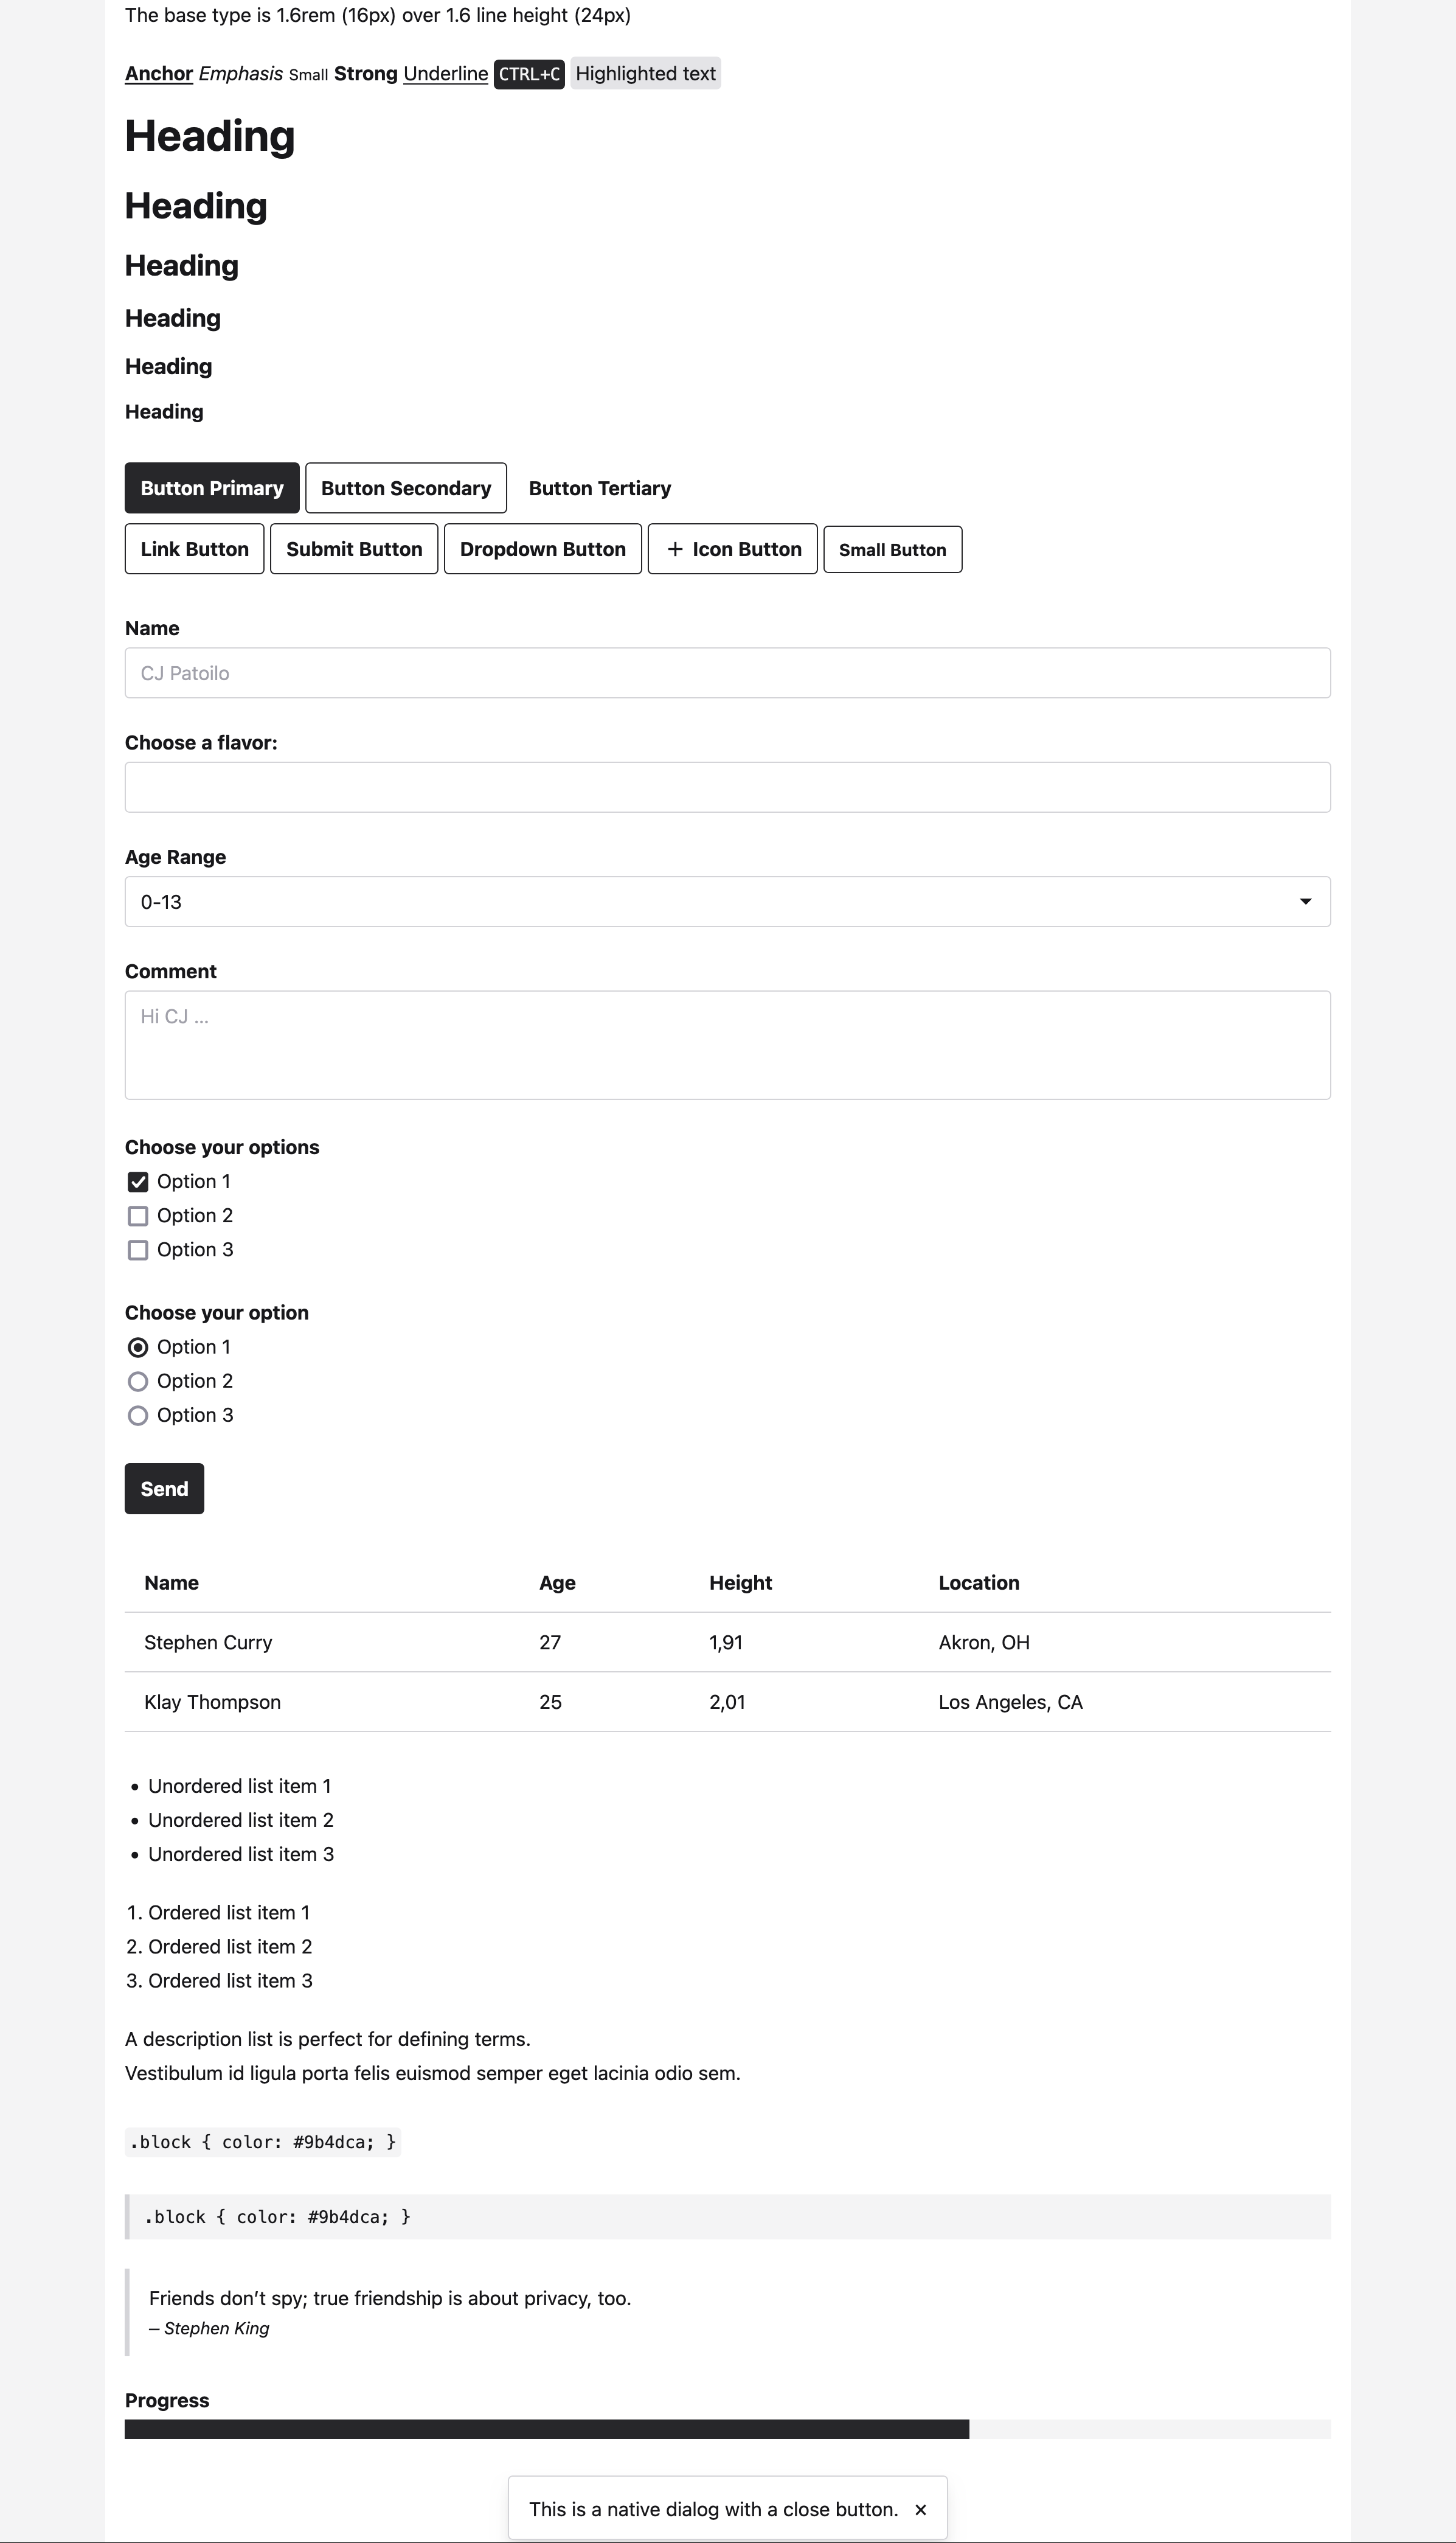 The base type is 1.6rem (16px) over 1.6 line height (24px)
Anchor Emphasis Small Strong Underline CTRL+C Highlighted text
Heading
Heading
Heading
Heading
Heading
Heading
Button Primary Button Secondary Button Tertiary
Link Button Submit Button Dropdown Button + Icon Button Small Button
Name
CJ Patoilo
Choose a flavor:
Age Range
0-13
Comment
Hi CJ ...
Choose your options
Option 1
Option 2
Option 3
Choose your option
Option 1
Option 2
Option 3
Send
Name Age Height Location
Stephen Curry 27 1,91 Akron, OH
Klay Thompson 25 2,01 Los Angeles, CA
• Unordered list item 1
• Unordered list item 2
• Unordered list item 3
1. Ordered list item 1
2. Ordered list item 2
3. Ordered list item 3
A description list is perfect for defining terms.
Vestibulum id ligula porta felis euismod semper eget lacinia odio sem.
.block { color: #9b4dca; }
.block { color: #9b4dca; }
Friends don’t spy; true friendship is about privacy, too.
– Stephen King
Progress
This is a native dialog with a close button. ×